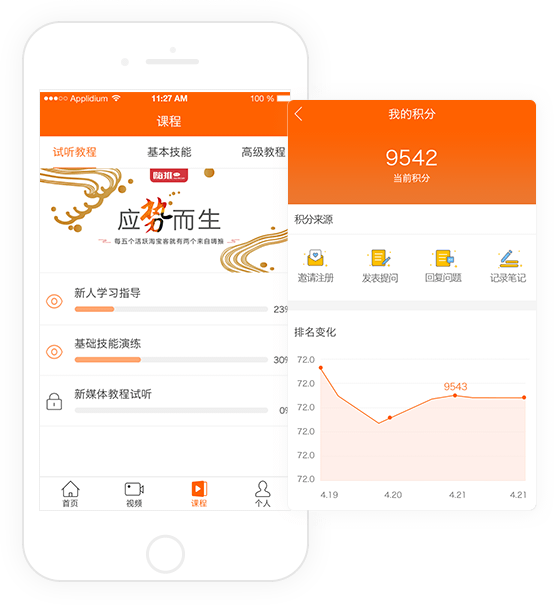 Applidium
11:27 AM
100 %
课程
试听教程
基本技能
高级教程
嗨推
应势而生
每五个活跃淘宝客就有两个来自嗨推
新人学习指导
23%
基础技能演练
30%
新媒体教程试听
0%
首页
视频
课程
个人
我的积分
9542
当前积分
积分来源
邀请注册
发表提问
回复问题
记录笔记
排名变化
72.0
72.0
72.0
72.0
72.0
72.0
9543
4.19
4.20
4.21
4.21